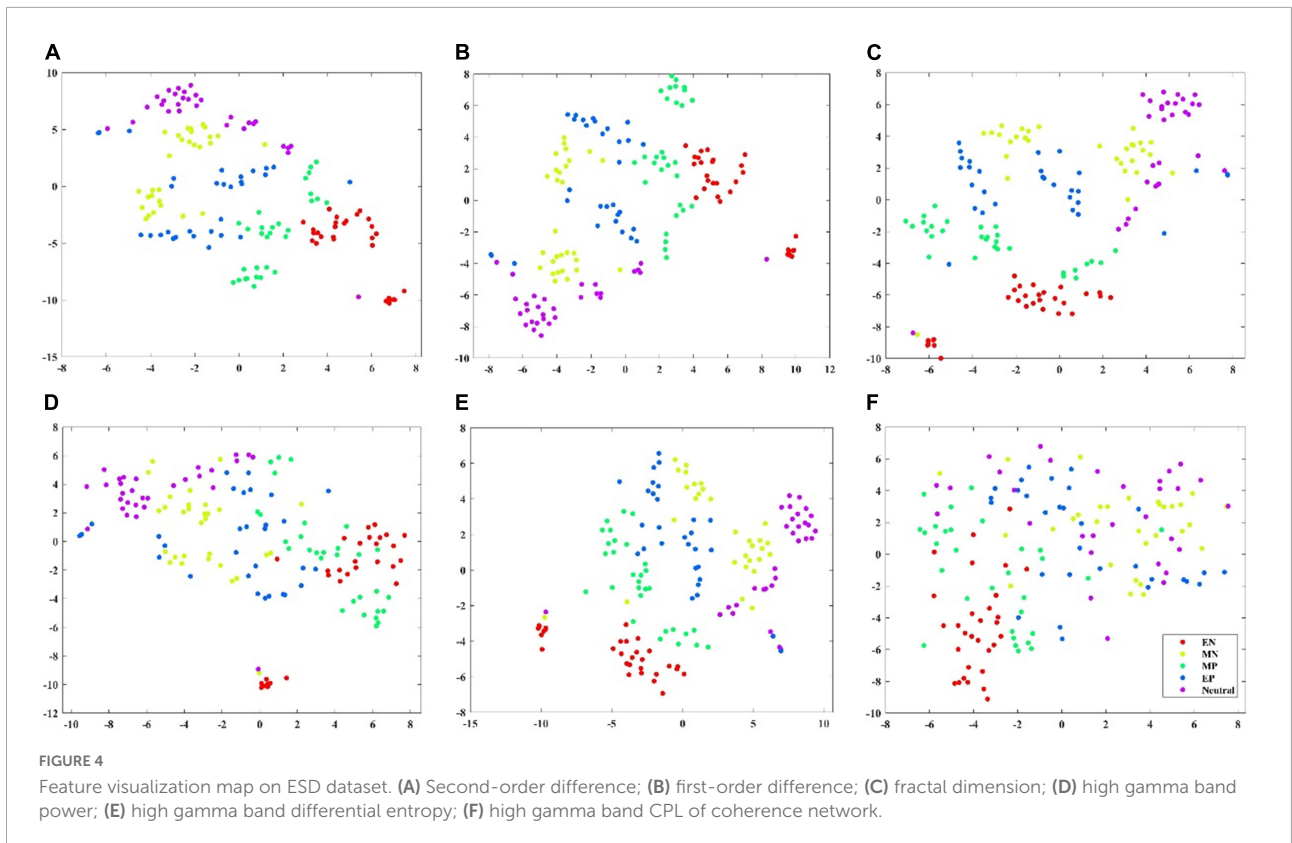 A
10
5
0
-5
-10
-15
-8 -6 -4 -2 0 2 4 6 8
B
8
6
4
2
0
-2
-4
-6
-8
-10
-8 -6 -4 -2 0 2 4 6 8 10 12
C
8
6
4
2
0
-2
-4
-6
-8
-10
-8 -6 -4 -2 0 2 4 6 8
D
8
6
4
2
0
-2
-4
-6
-8
-10
-12
-10 -8 -6 -4 -2 0 2 4 6 8
E
8
6
4
2
0
-2
-4
-6
-8
-15 -10 -5 0 5 10
F
8
6
4
2
0
-2
-4
-6
-8
-10
-8 -6 -4 -2 0 2 4 6 8
EN
MN
MP
EP
Neutral
FIGURE 4
Feature visualization map on ESD dataset. (A) Second-order difference; (B) first-order difference; (C) fractal dimension; (D) high gamma band
power; (E) high gamma band differential entropy; (F) high gamma band CPL of coherence network.